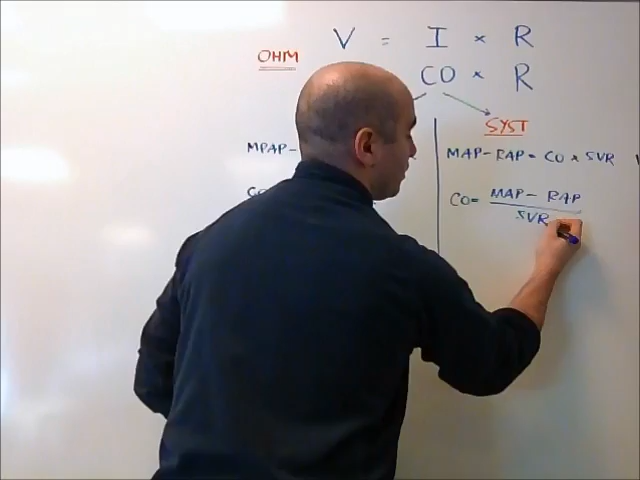 V = I × R
OHM
CO × R
SYST
MPAP-
MAP-RAP= CO × SVR
CO= MAP - RAP
SVR